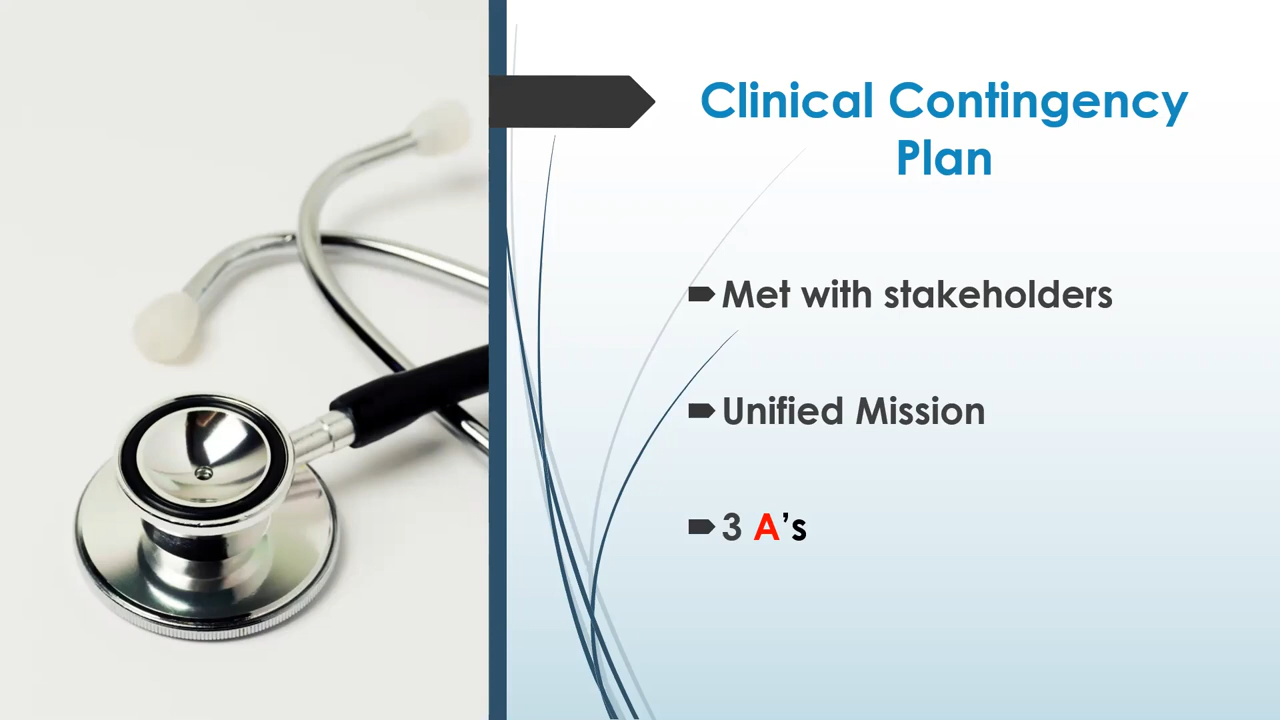 Clinical Contingency
Plan
Met with stakeholders
Unified Mission
3 A’s